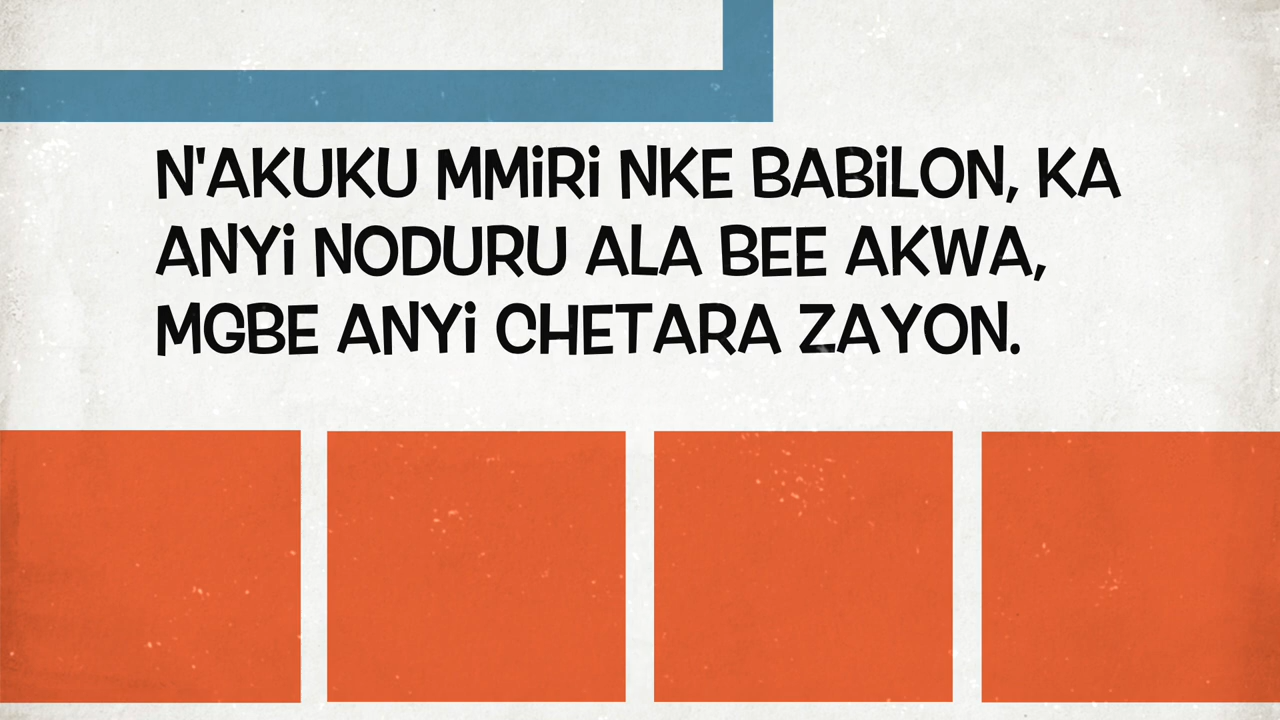 N'AKUKU MMIRI NKE BABILON, KA
ANYI NODURU ALA BEE AKWA,
MGBE ANYI CHETARA ZAYON.